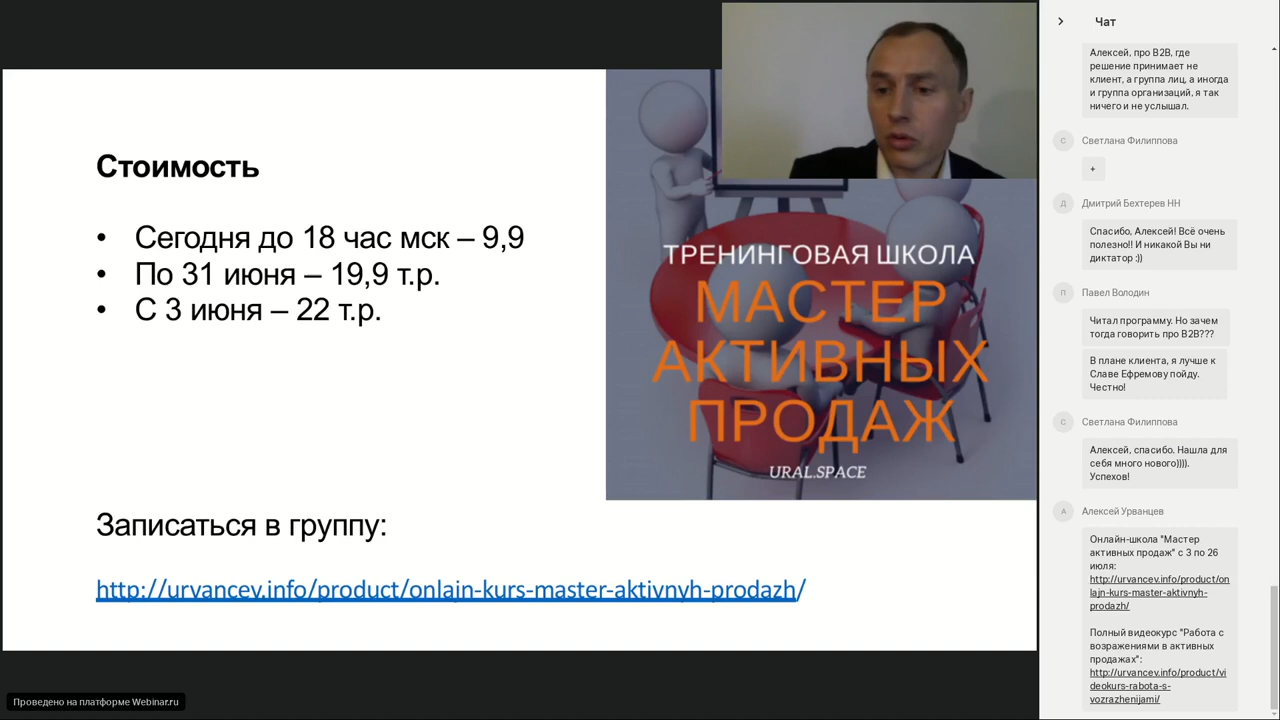 Стоимость
• Сегодня до 18 час мск – 9,9
• По 31 июня – 19,9 т.р.
• С 3 июня – 22 т.р.
Записаться в группу:
http://urvancev.info/product/onlajn-kurs-master-aktivnyh-prodazh/
ТРЕНИНГОВАЯ ШКОЛА
МАСТЕР
АКТИВНЫХ
ПРОДАЖ
URAL.SPACE
Проведено на платформе Webinar.ru
Чат
Алексей, про B2B, где
решение принимает не
клиент, а группа лиц, а иногда
и группа организаций, я так
ничего и не услышал.
С
Светлана Филиппова
+
Д
Дмитрий Бехтерев НН
Спасибо, Алексей! Всё очень
полезно!! И никакой Вы ни
диктатор :))
П
Павел Володин
Читал программу. Но зачем
тогда говорить про B2B???
В плане клиента, я лучше к
Славе Ефремову пойду.
Честно!
С
Светлана Филиппова
Алексей, спасибо. Нашла для
себя много нового)))).
Успехов!
А
Алексей Урванцев
Онлайн-школа "Мастер
активных продаж" с 3 по 26
июля:
http://urvancev.info/product/on
lajn-kurs-master-aktivnyh-
prodazh/
Полный видеокурс "Работа с
возражениями в активных
продажах":
http://urvancev.info/product/vi
deokurs-rabota-s-
vozrazhenijami/